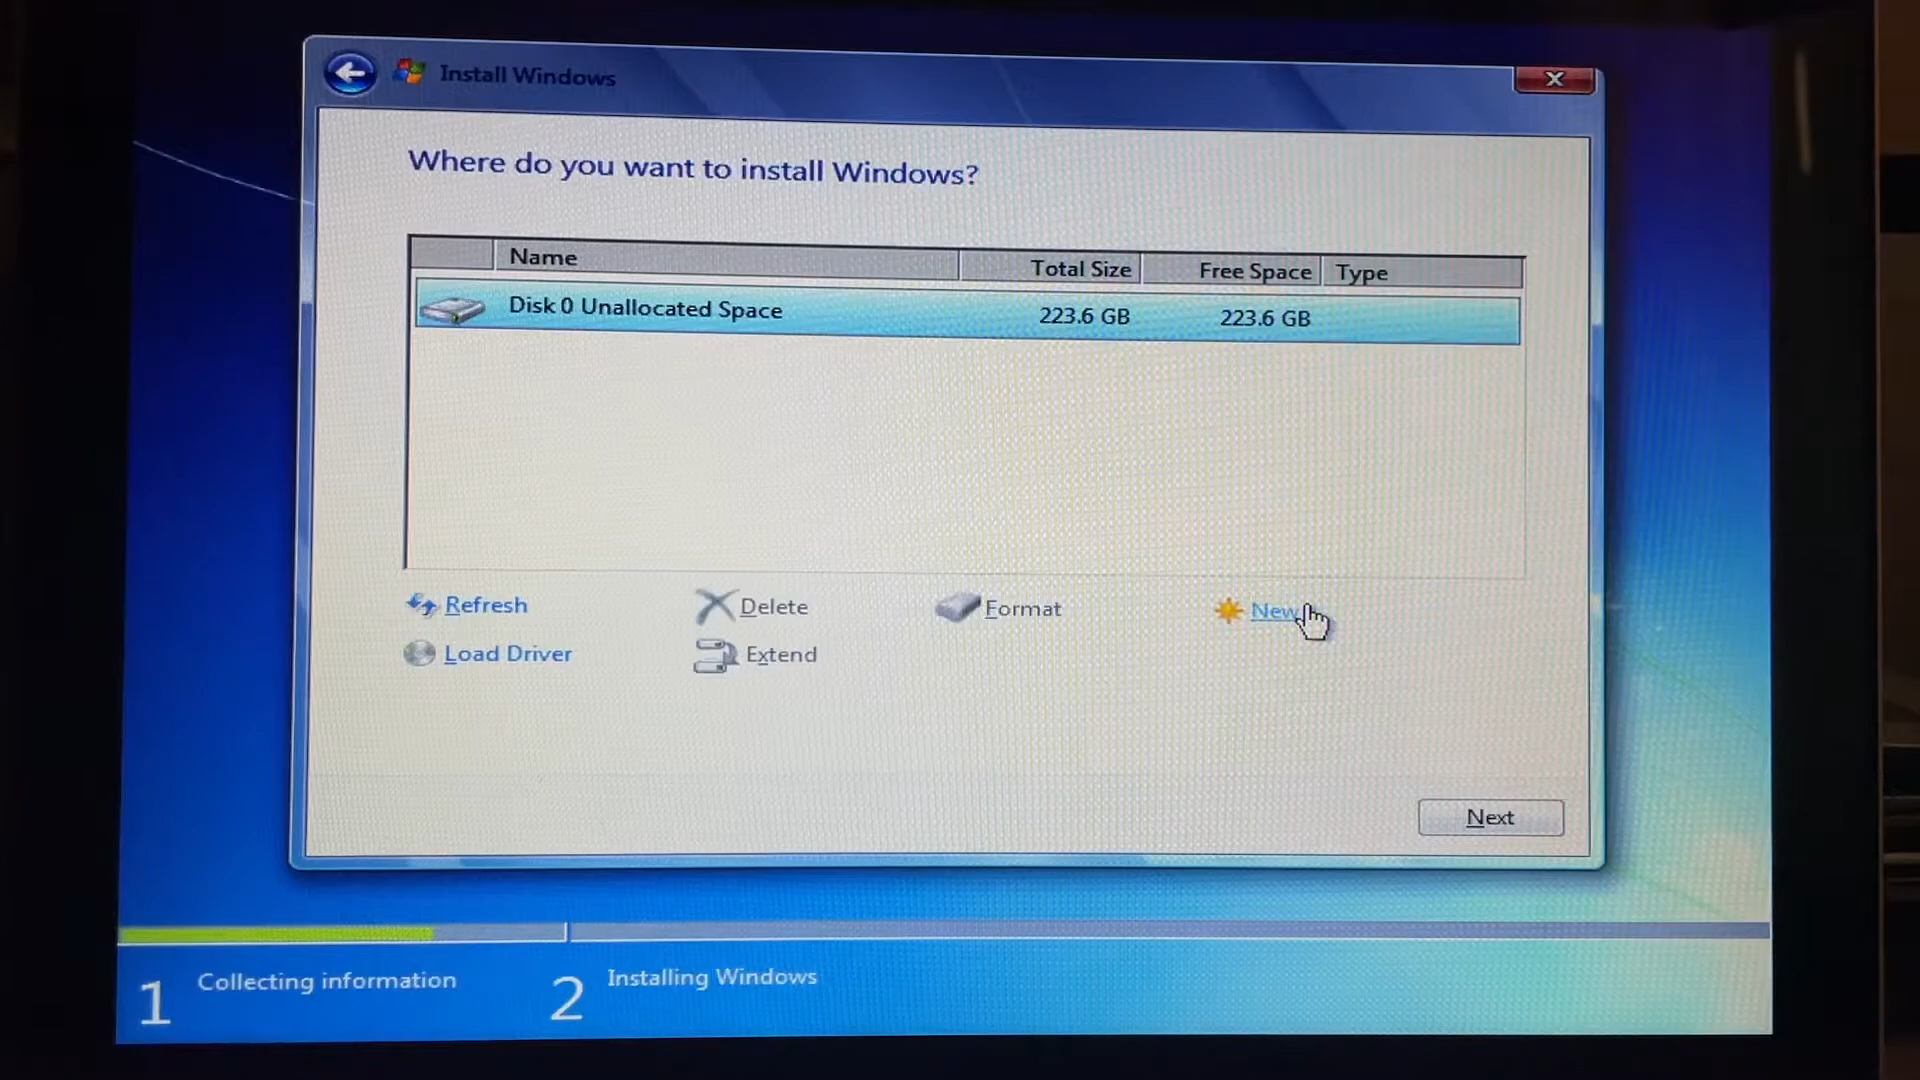 Install Windows
Where do you want to install Windows?
Name Total Size Free Space Type
Disk 0 Unallocated Space 223.6 GB 223.6 GB
Refresh Delete Format New
Load Driver Extend
Next
1 Collecting information 2 Installing Windows